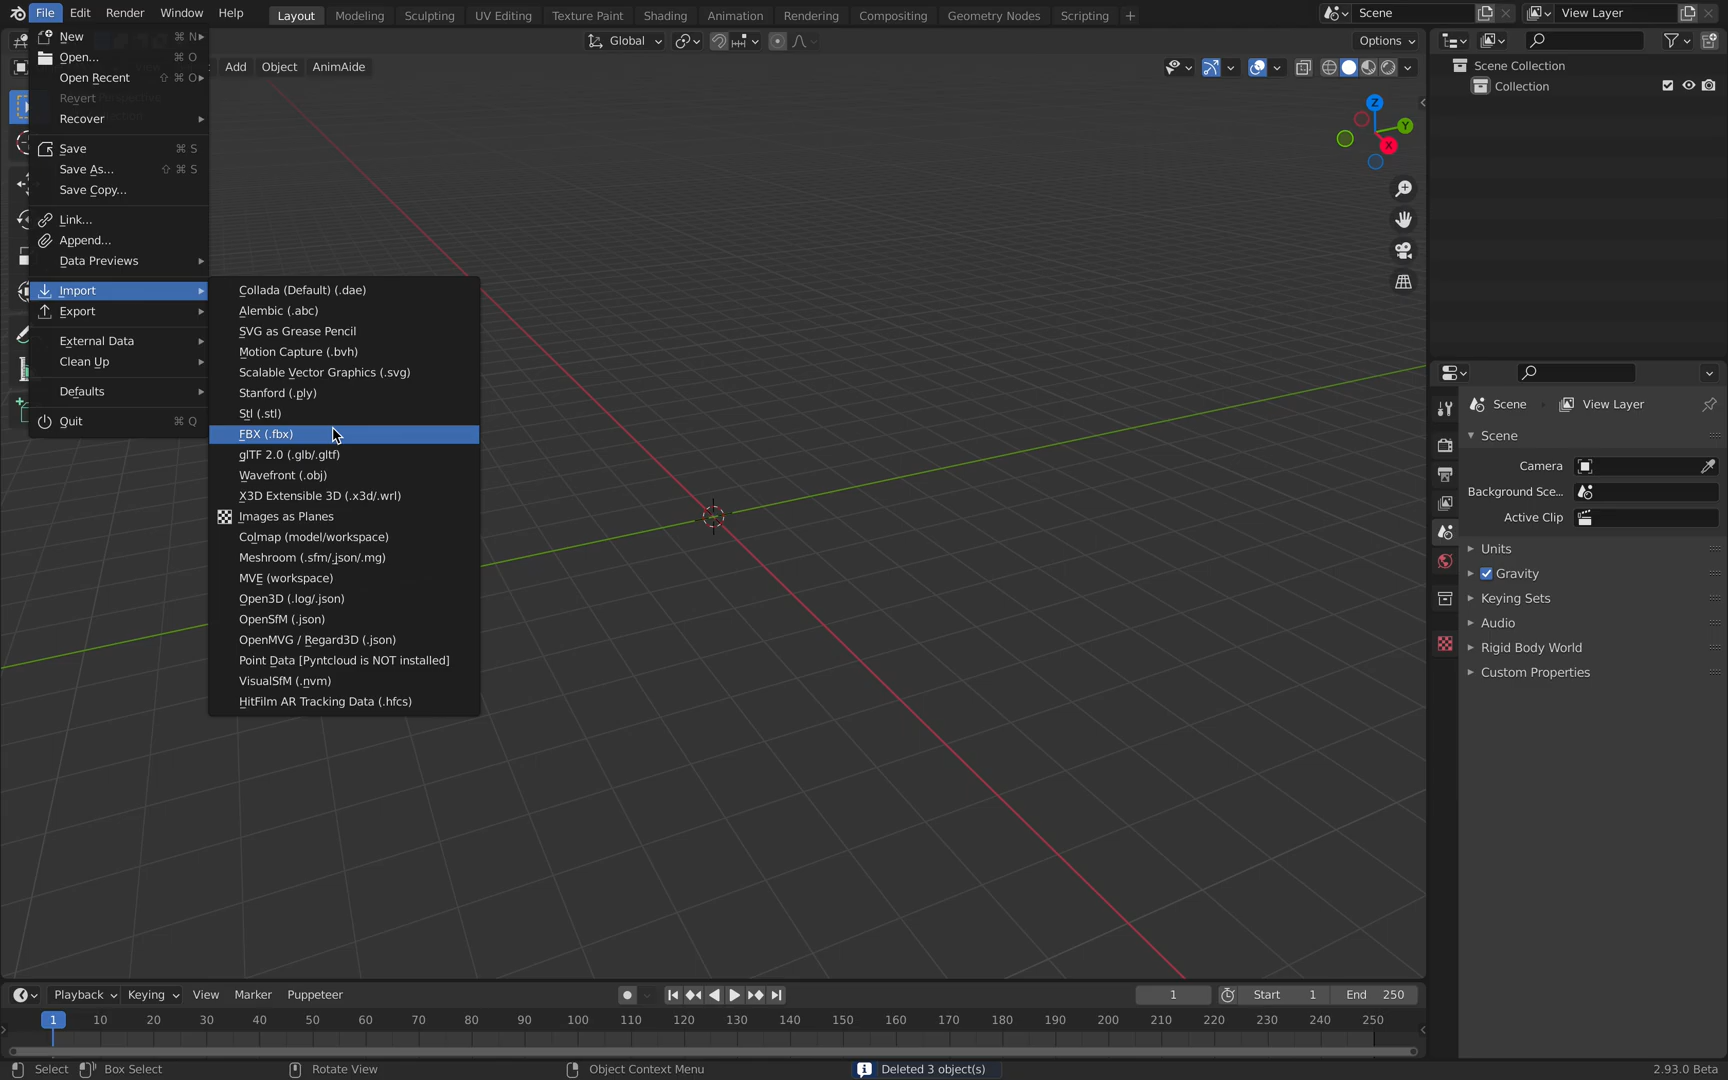 File Edit Render Window Help Layout Modeling Sculpting UV Editing Texture Paint Shading Animation Rendering Compositing Geometry Nodes Scripting + Scene View Layer
Global Options
Add Object AnimAide
New ⌘ N
Open... ⌘ O
Open Recent ⇧ ⌘ O
Revert
Recover
Save ⌘ S
Save As... ⇧ ⌘ S
Save Copy...
Link...
Append...
Data Previews
Import
Export
External Data
Clean Up
Defaults
Quit ⌘ Q
Collada (Default) (.dae)
Alembic (.abc)
SVG as Grease Pencil
Motion Capture (.bvh)
Scalable Vector Graphics (.svg)
Stanford (.ply)
Stl (.stl)
FBX (.fbx)
glTF 2.0 (.glb/.gltf)
Wavefront (.obj)
X3D Extensible 3D (.x3d/.wrl)
Images as Planes
Colmap (model/workspace)
Meshroom (.sfm/.json/.mg)
MVE (workspace)
Open3D (.log/.json)
OpenSfM (.json)
OpenMVG / Regard3D (.json)
Point Data [Pyntcloud is NOT installed]
VisualSfM (.nvm)
HitFilm AR Tracking Data (.hfcs)
Z
Y
X
Scene Collection
Collection
Scene View Layer
Scene
Camera
Background Sce...
Active Clip
Units
Gravity
Keying Sets
Audio
Rigid Body World
Custom Properties
Playback Keying View Marker Puppeteer 1 Start 1 End 250
1 10 20 30 40 50 60 70 80 90 100 110 120 130 140 150 160 170 180 190 200 210 220 230 240 250
Select Box Select Rotate View Object Context Menu Deleted 3 object(s) 2.93.0 Beta